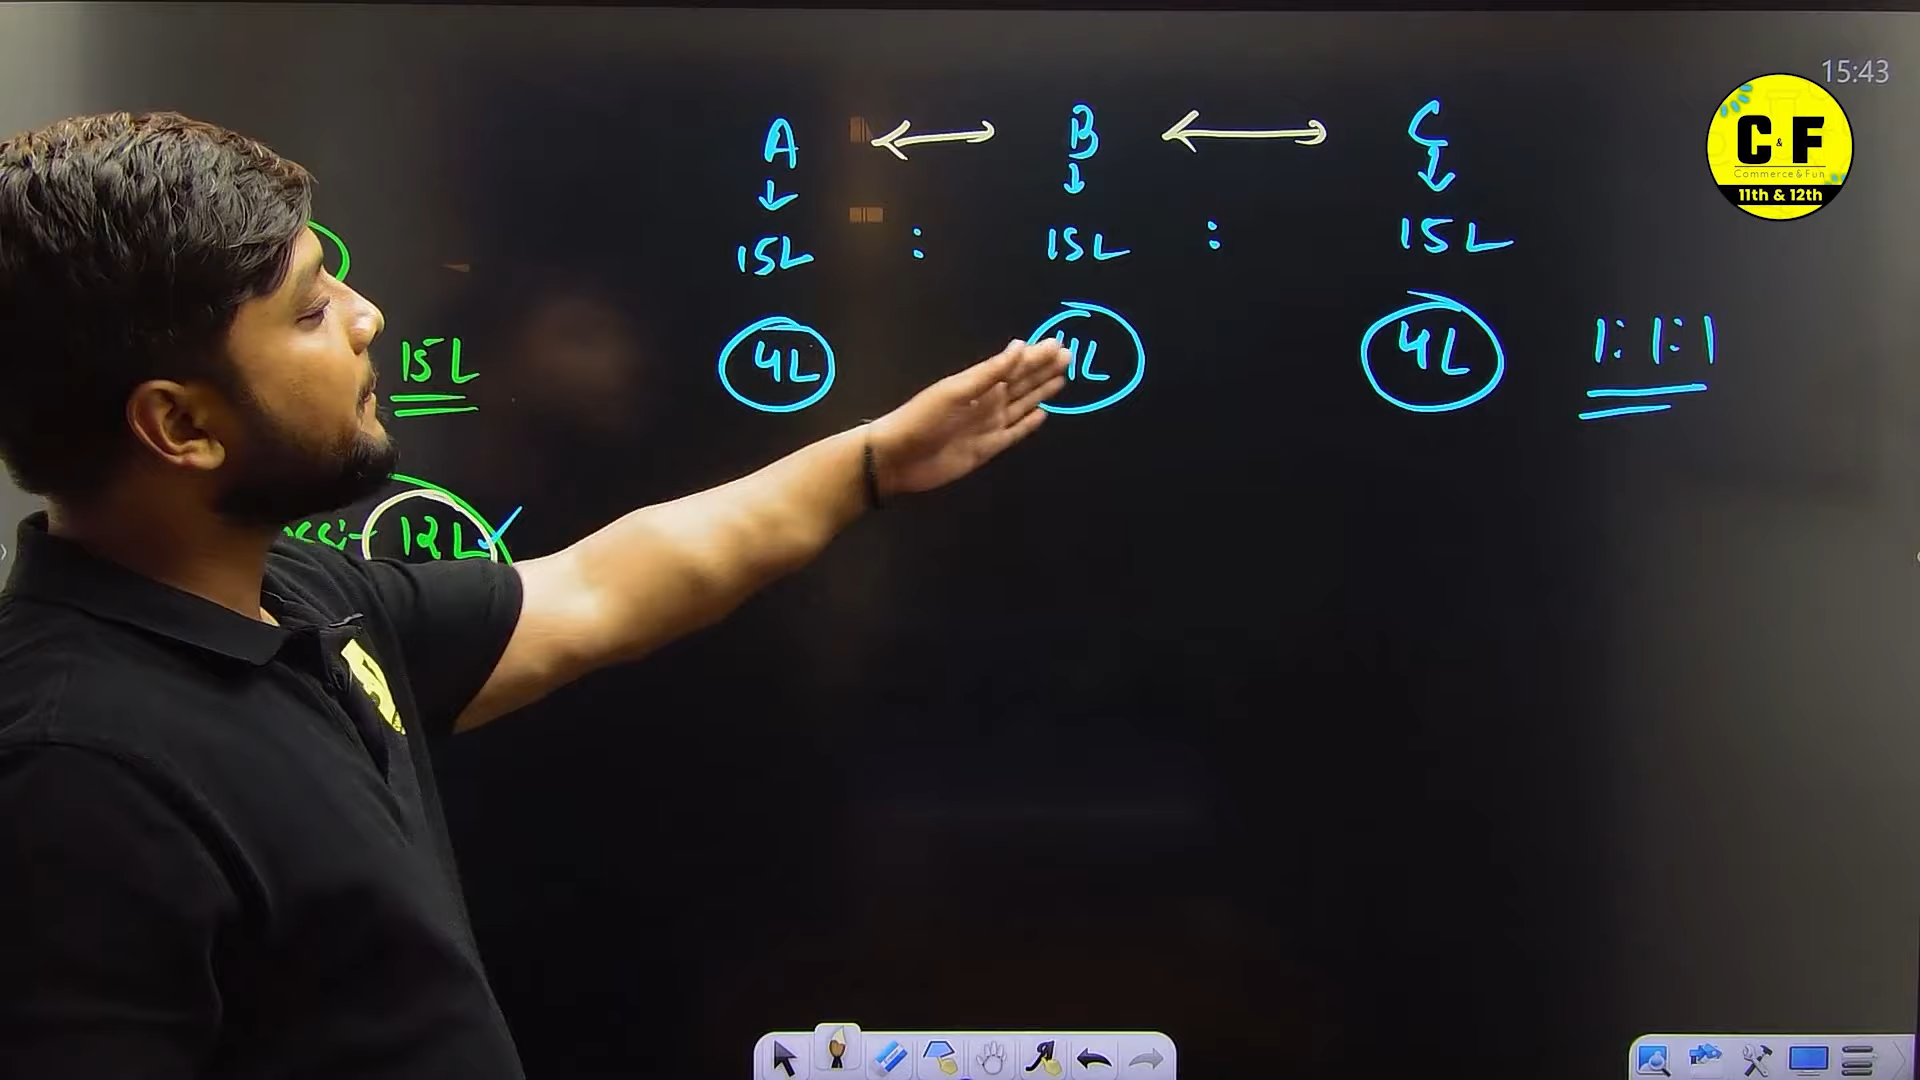 15:43
C & F
Commerce & Fun
11th & 12th
A B C
15L : 15L : 15L
4L 4L 4L 1:1:1
15L
12L